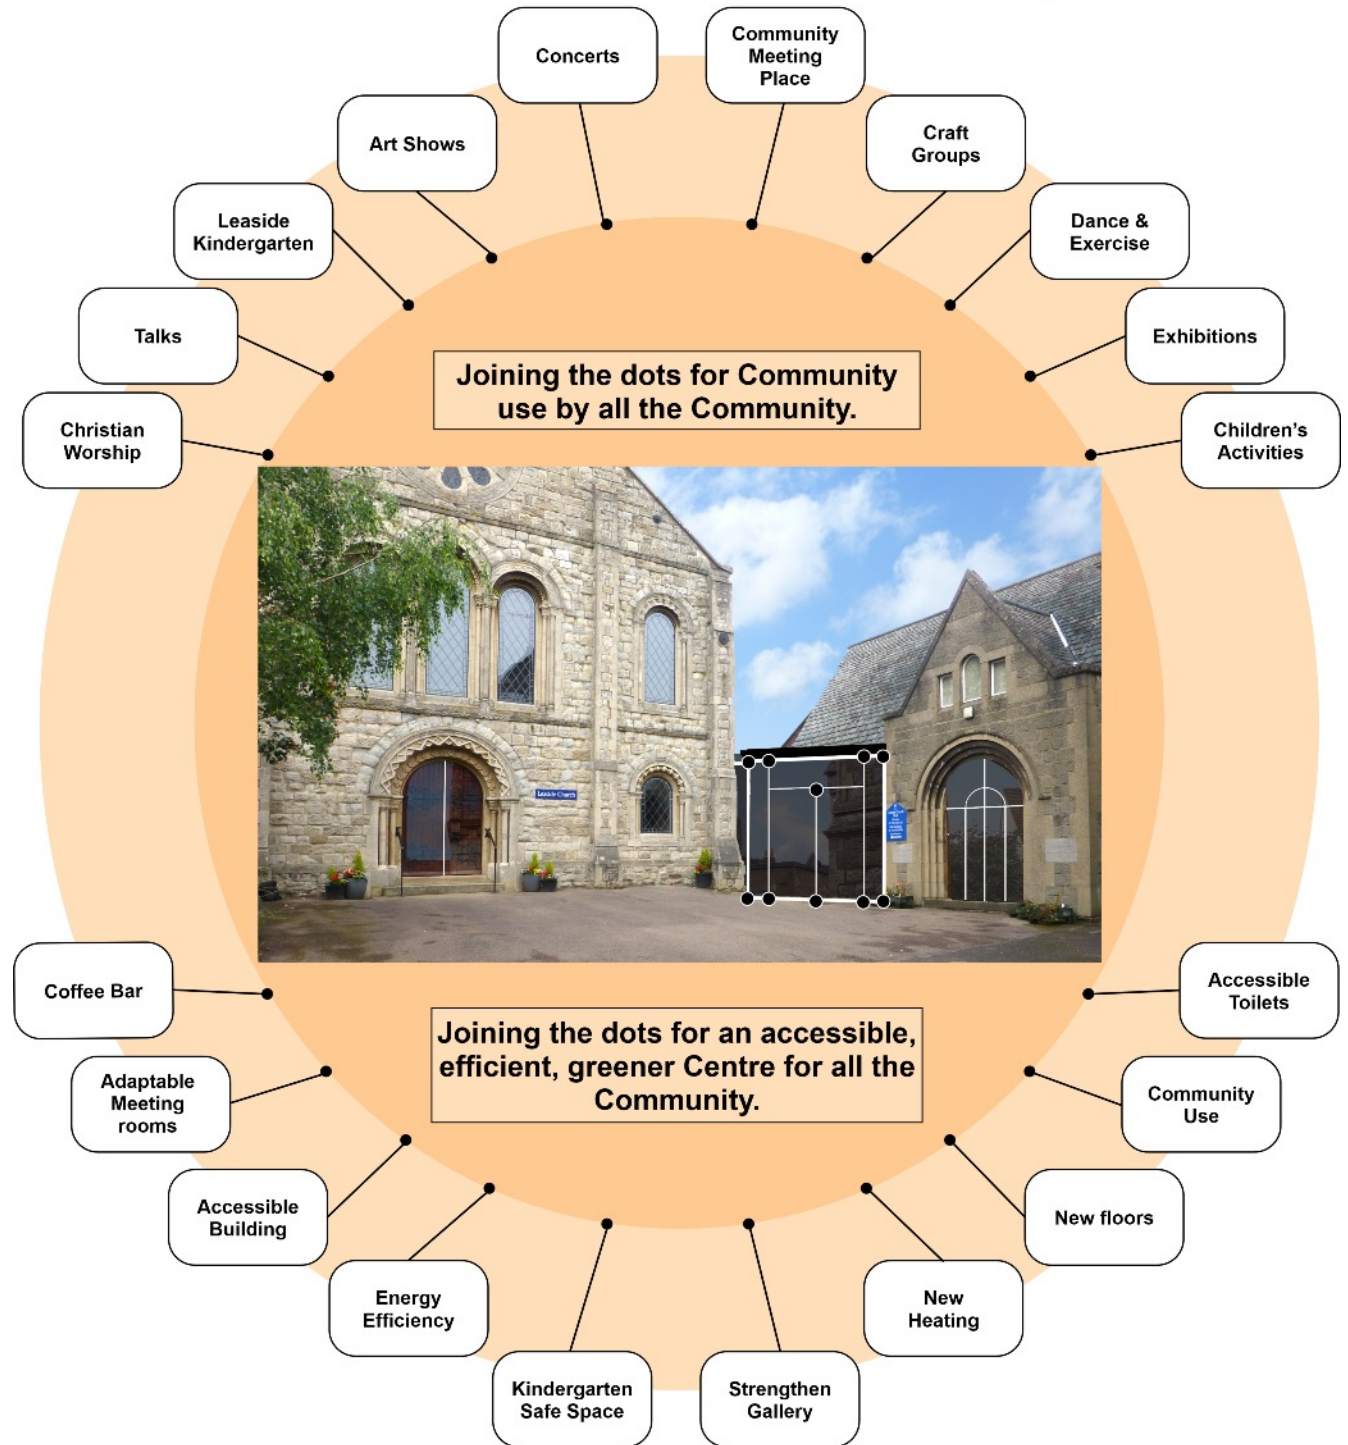 Concerts
Community
Meeting
Place
Art Shows
Craft
Groups
Leaside
Kindergarten
Dance &
Exercise
Talks
Exhibitions
Christian
Worship
Children’s
Activities
Joining the dots for Community
use by all the Community.
Leaside Church
Coffee Bar
Accessible
Toilets
Joining the dots for an accessible,
efficient, greener Centre for all the
Community.
Adaptable
Meeting
rooms
Community
Use
Accessible
Building
New floors
Energy
Efficiency
New
Heating
Kindergarten
Safe Space
Strengthen
Gallery